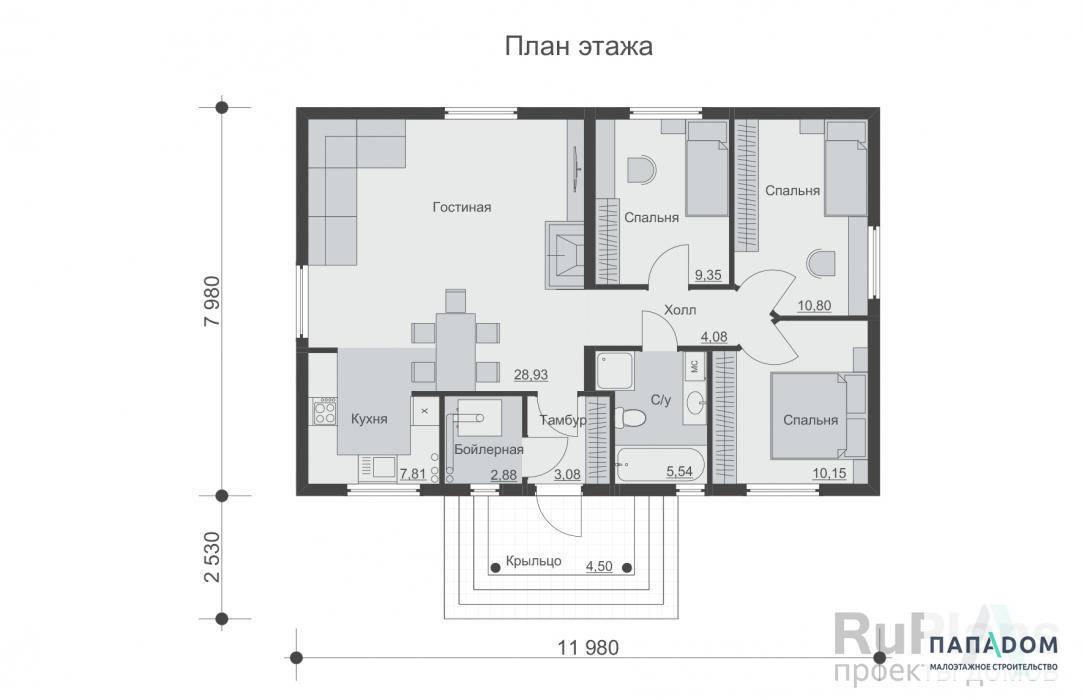 План этажа
Гостиная
28,93
Спальня
9,35
Спальня
10,80
Холл
4,08
Кухня
7,81
X
Бойлерная
2,88
Тамбур
3,08
С/у
МС
5,54
Спальня
10,15
Крыльцо
4,50
7 980
2 530
11 980
RuPlans
проекты домов
ПАПАДОМ
МАЛОЭТАЖНОЕ СТРОИТЕЛЬСТВО